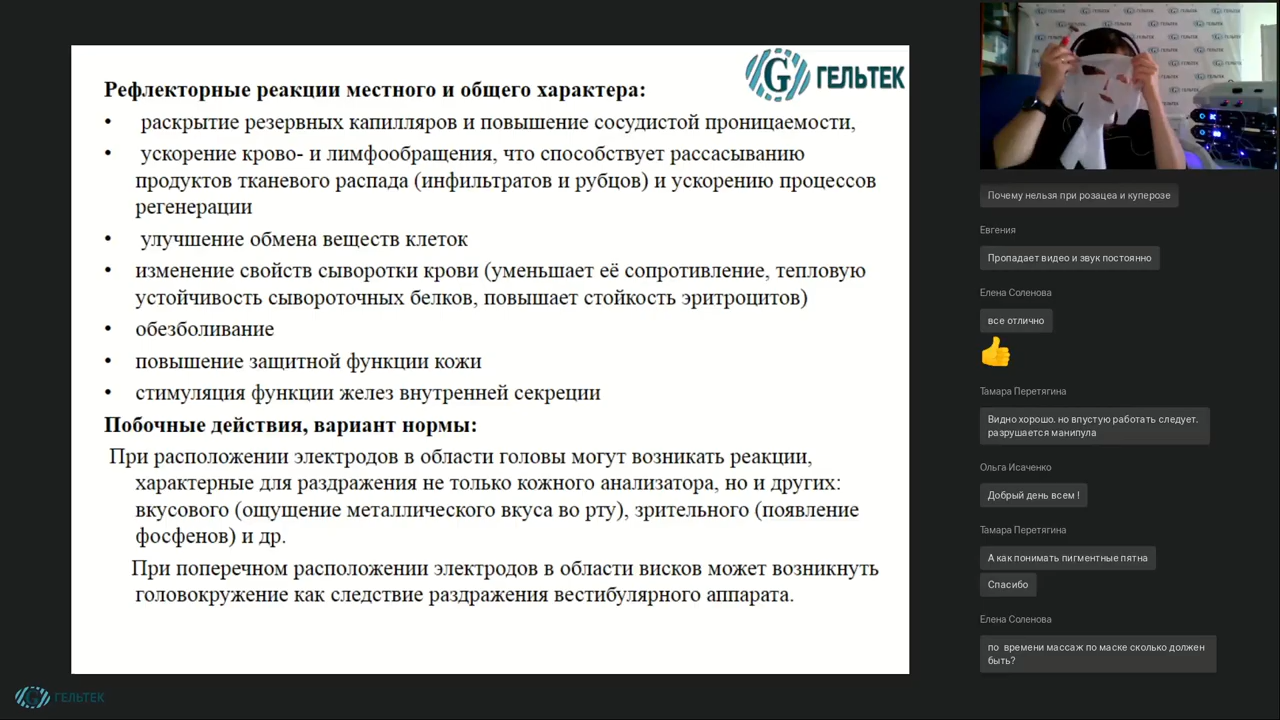 ГЕЛЬТЕК
Рефлекторные реакции местного и общего характера:
• раскрытие резервных капилляров и повышение сосудистой проницаемости,
• ускорение крово- и лимфообращения, что способствует рассасыванию
продуктов тканевого распада (инфильтратов и рубцов) и ускорению процессов
регенерации
• улучшение обмена веществ клеток
• изменение свойств сыворотки крови (уменьшает её сопротивление, тепловую
устойчивость сывороточных белков, повышает стойкость эритроцитов)
• обезболивание
• повышение защитной функции кожи
• стимуляция функции желез внутренней секреции
Побочные действия, вариант нормы:
При расположении электродов в области головы могут возникать реакции,
характерные для раздражения не только кожного анализатора, но и других:
вкусового (ощущение металлического вкуса во рту), зрительного (появление
фосфенов) и др.
При поперечном расположении электродов в области висков может возникнуть
головокружение как следствие раздражения вестибулярного аппарата.
ГЕЛЬТЕК
Почему нельзя при розацеа и куперозе
Евгения
Пропадает видео и звук постоянно
Елена Соленова
все отлично
Тамара Перетягина
Видно хорошо. но впустую работать следует.
разрушается манипула
Ольга Исаченко
Добрый день всем !
Тамара Перетягина
А как понимать пигментные пятна
Спасибо
Елена Соленова
по времени массаж по маске сколько должен
быть?